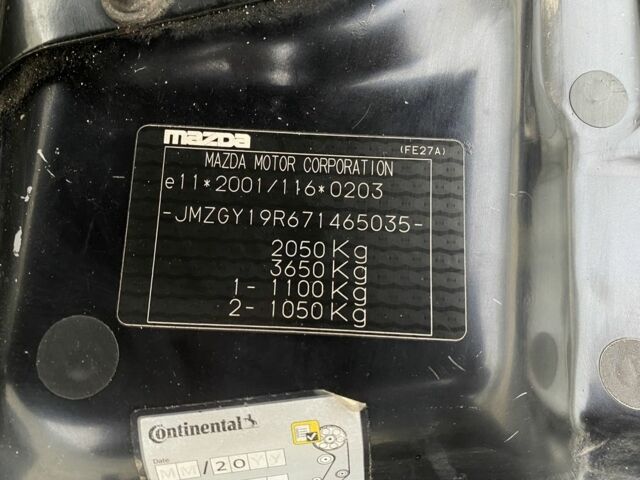 mazda
(FE27A)
MAZDA MOTOR CORPORATION
e11*2001/116*0203
-JMZGY19R671465035-
2050Kg
3650Kg
1- 1100Kg
2- 1050Kg
Continental
Date
MM/20YY